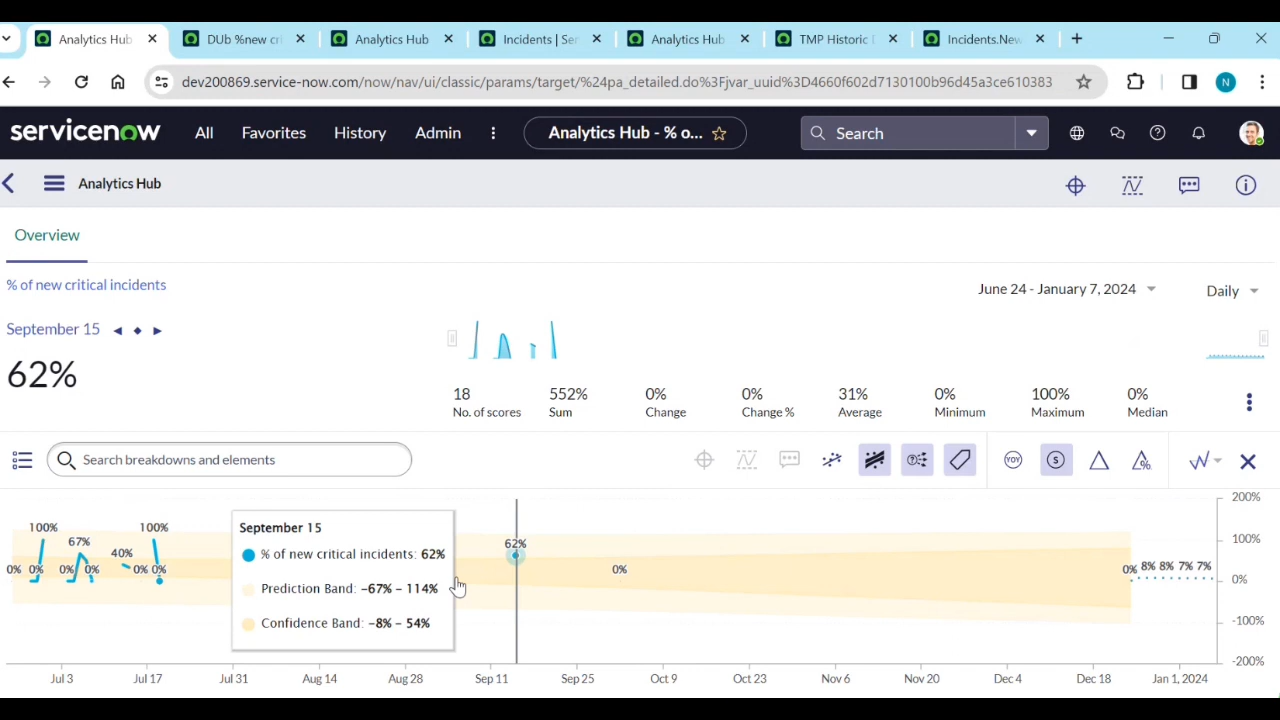 Analytics Hub
DUb %new cri
Analytics Hub
Incidents | Ser
Analytics Hub
TMP Historic D
Incidents.New
dev200869.service-now.com/now/nav/ui/classic/params/target/%24pa_detailed.do%3Fjvar_uuid%3D4660f602d7130100b96d45a3ce610383
N
servicenow
All
Favorites
History
Admin
Analytics Hub - % o...
Search
Analytics Hub
Overview
% of new critical incidents
June 24 - January 7, 2024
Daily
September 15
62%
18
552%
0%
0%
31%
0%
100%
0%
No. of scores
Sum
Change
Change %
Average
Minimum
Maximum
Median
Search breakdowns and elements
YOY
S
%
200%
100%
0%
-100%
-200%
100%
67%
40%
100%
0%
0%
0%
0%
0%
0%
September 15
% of new critical incidents: 62%
Prediction Band: -67% - 114%
Confidence Band: -8% - 54%
62%
0%
0%
8%
8%
7%
7%
Jul 3
Jul 17
Jul 31
Aug 14
Aug 28
Sep 11
Sep 25
Oct 9
Oct 23
Nov 6
Nov 20
Dec 4
Dec 18
Jan 1, 2024